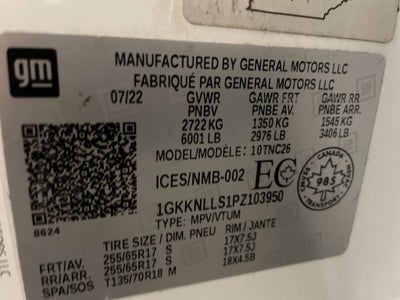 gm
MANUFACTURED BY GENERAL MOTORS LLC
FABRIQUÉ PAR GENERAL MOTORS LLC
07/22 GVWR GAWR FRT GAWR RR
PNBV PNBE AV. PNBE ARR.
2722 KG 1350 KG 1545 KG
6001 LB 2976 LB 3406 LB
MODEL/MODÈLE: 10TNC26
ICES/NMB-002 EC
985
1GKKNLLS1PZ103950
8624
TYPE: MPV/VTUM
TIRE SIZE / DIM. PNEU RIM / JANTE
FRT/AV. 255/65R17 S 17X7.5J
RR/ARR. 255/65R17 S 17X7.5J
SPA/SOS T135/70R18 M 18X4.5B